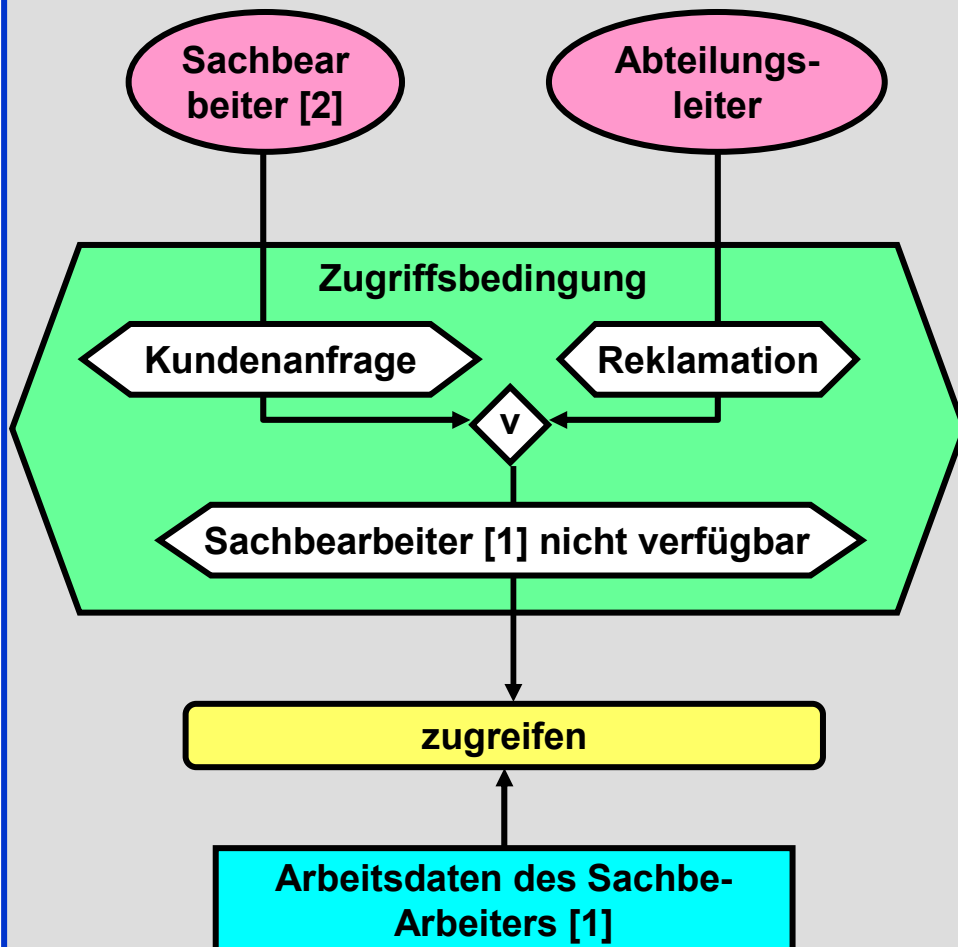 Sachbear
beiter [2]
Abteilungs-
leiter
Zugriffsbedingung
Kundenanfrage
Reklamation
v
Sachbearbeiter [1] nicht verfügbar
zugreifen
Arbeitsdaten des Sachbe-
Arbeiters [1]